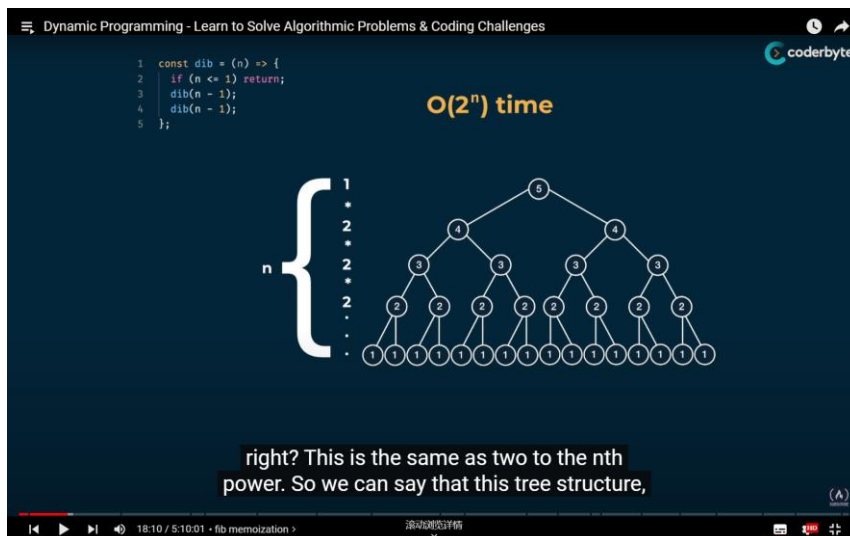 Dynamic Programming - Learn to Solve Algorithmic Problems & Coding Challenges
coderbyte
1 const dib = (n) => {
2 if (n <= 1) return;
3 dib(n - 1);
4 dib(n - 1);
5 };
O(2ⁿ) time
n
1
*
2
*
2
*
2
.
.
.
5
4 4
3 3 3 3
2 2 2 2 2 2 2 2
1 1 1 1 1 1 1 1 1 1 1 1 1 1 1 1
right? This is the same as two to the nth
power. So we can say that this tree structure,
18:10 / 5:10:01 • fib memoization >
滚动浏览详情
HD